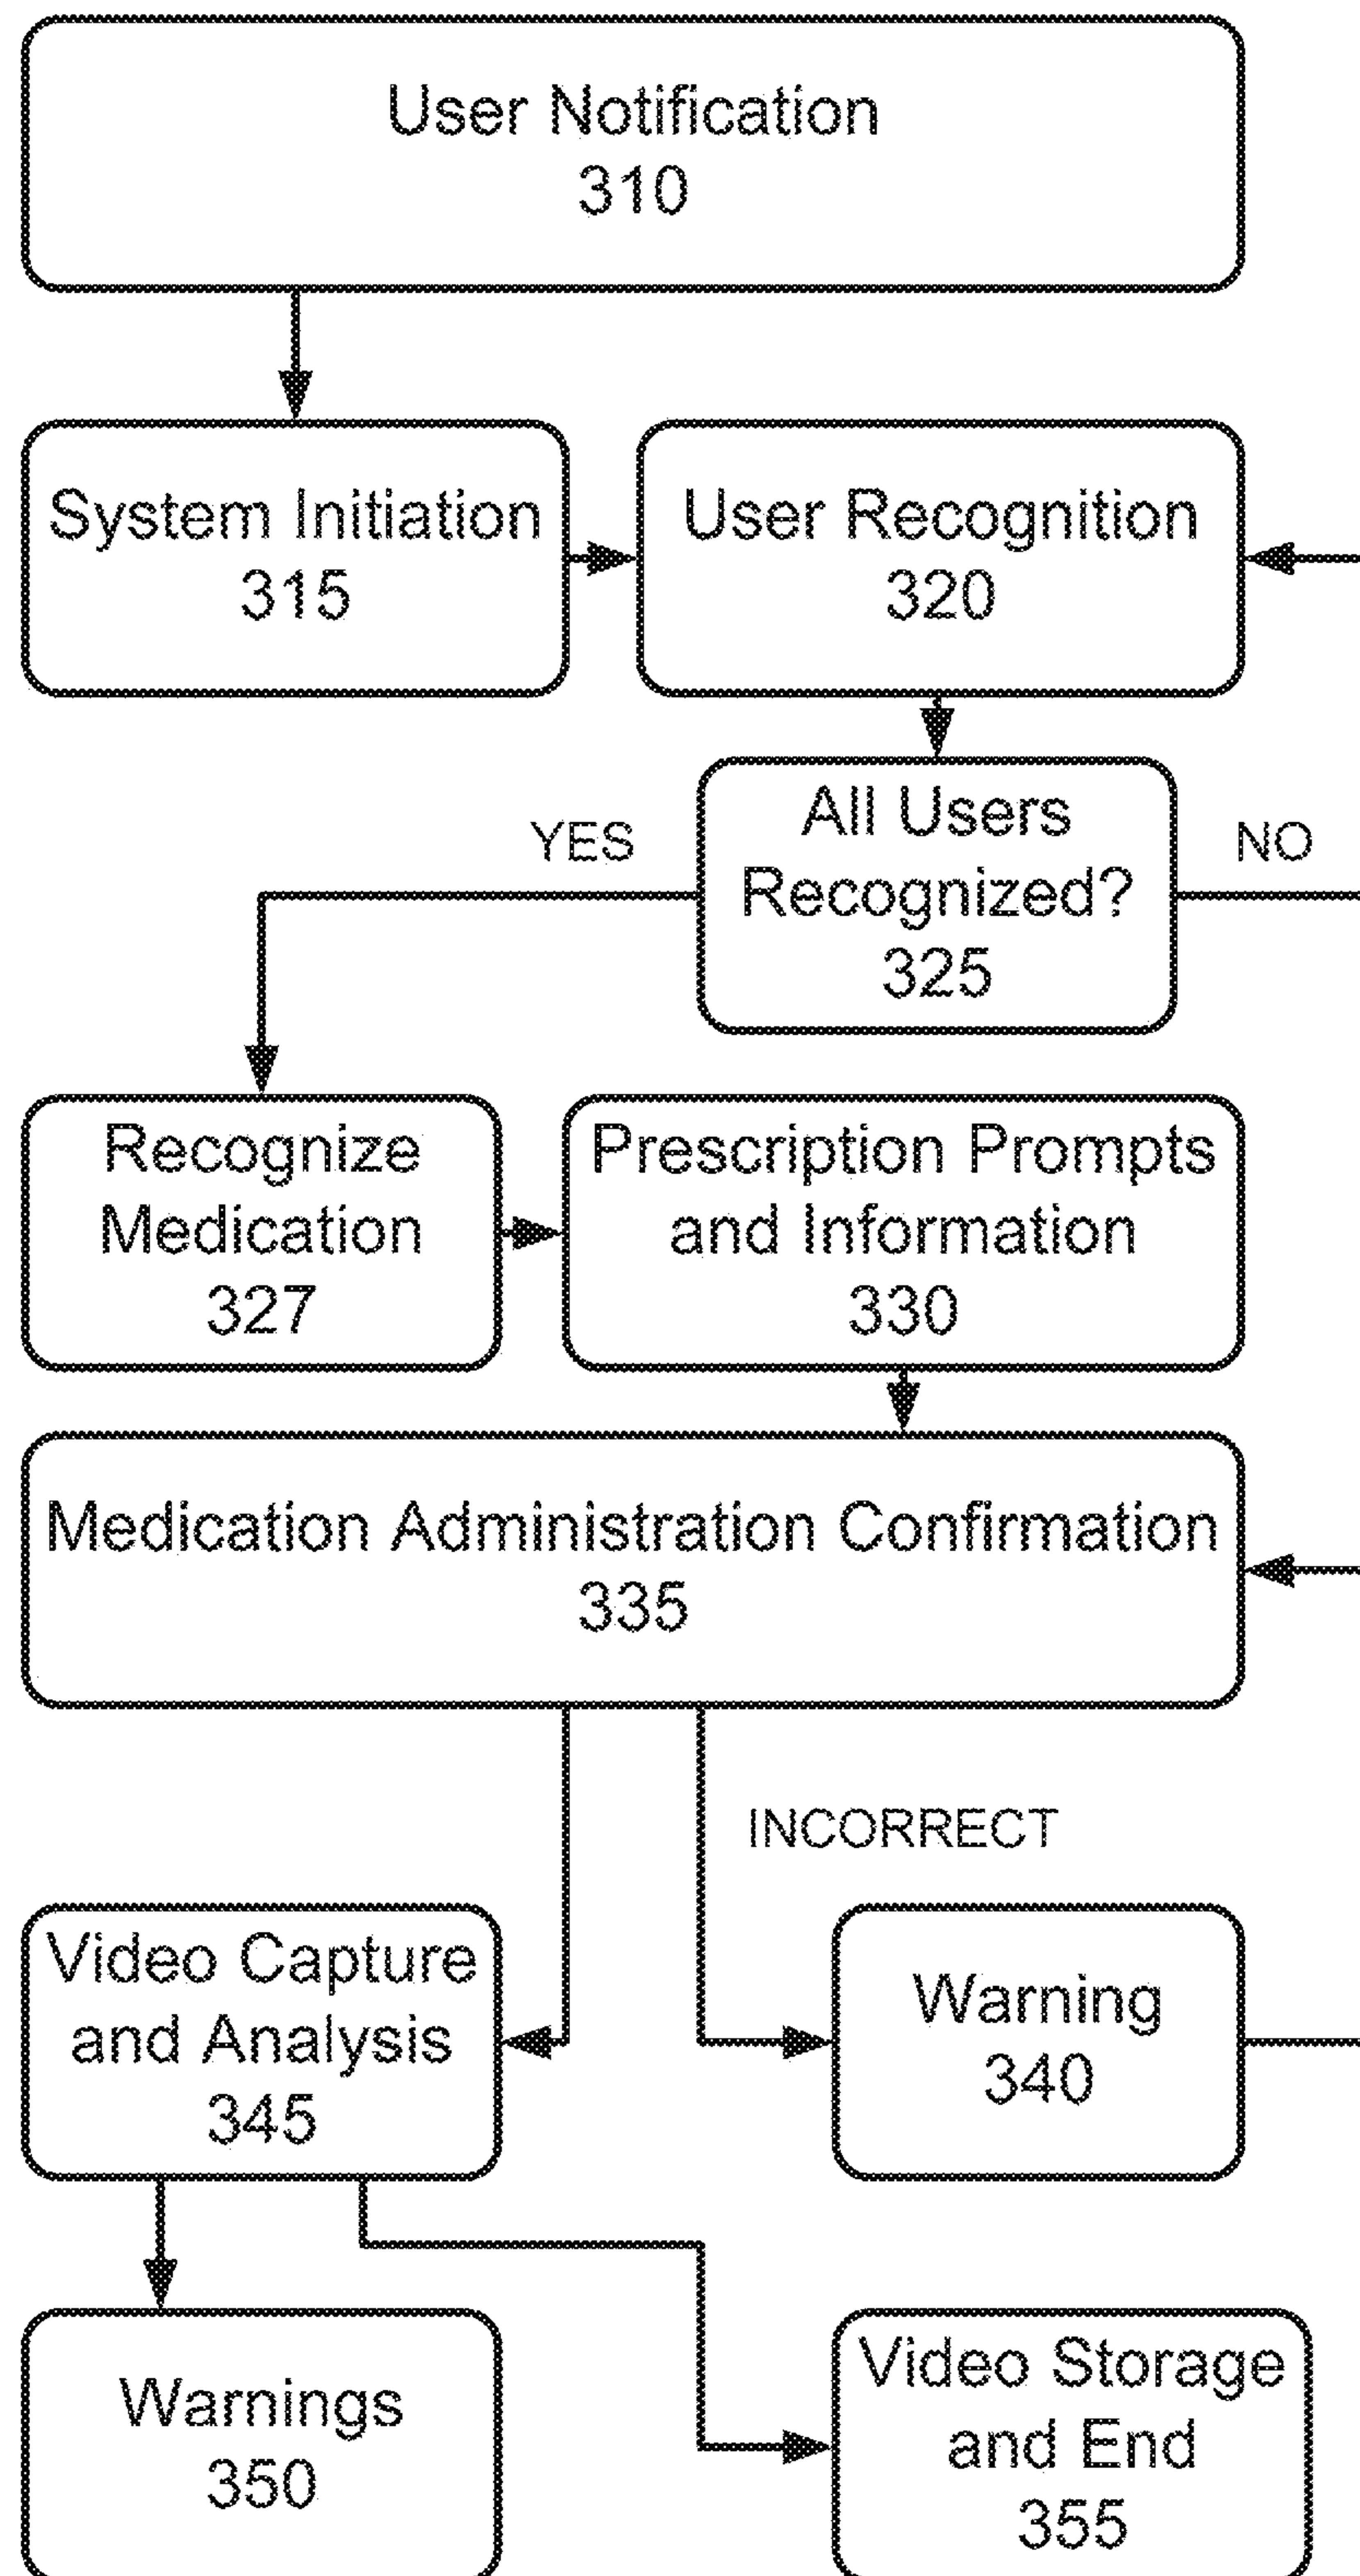 User Notification
310
System Initiation
315
User Recognition
320
All Users
Recognized?
325
YES
NO
Recognize
Medication
327
Prescription Prompts
and Information
330
Medication Administration Confirmation
335
INCORRECT
Video Capture
and Analysis
345
Warning
340
Warnings
350
Video Storage
and End
355